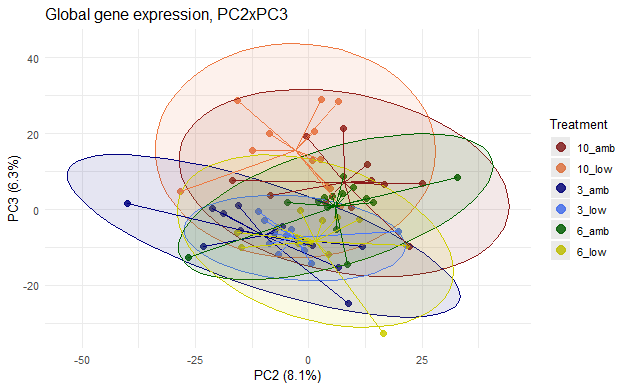 Global gene expression, PC2xPC3
40
20
0
-20
PC3 (6.3%)
-50
-25
0
25
PC2 (8.1%)
Treatment
10_amb
10_low
3_amb
3_low
6_amb
6_low